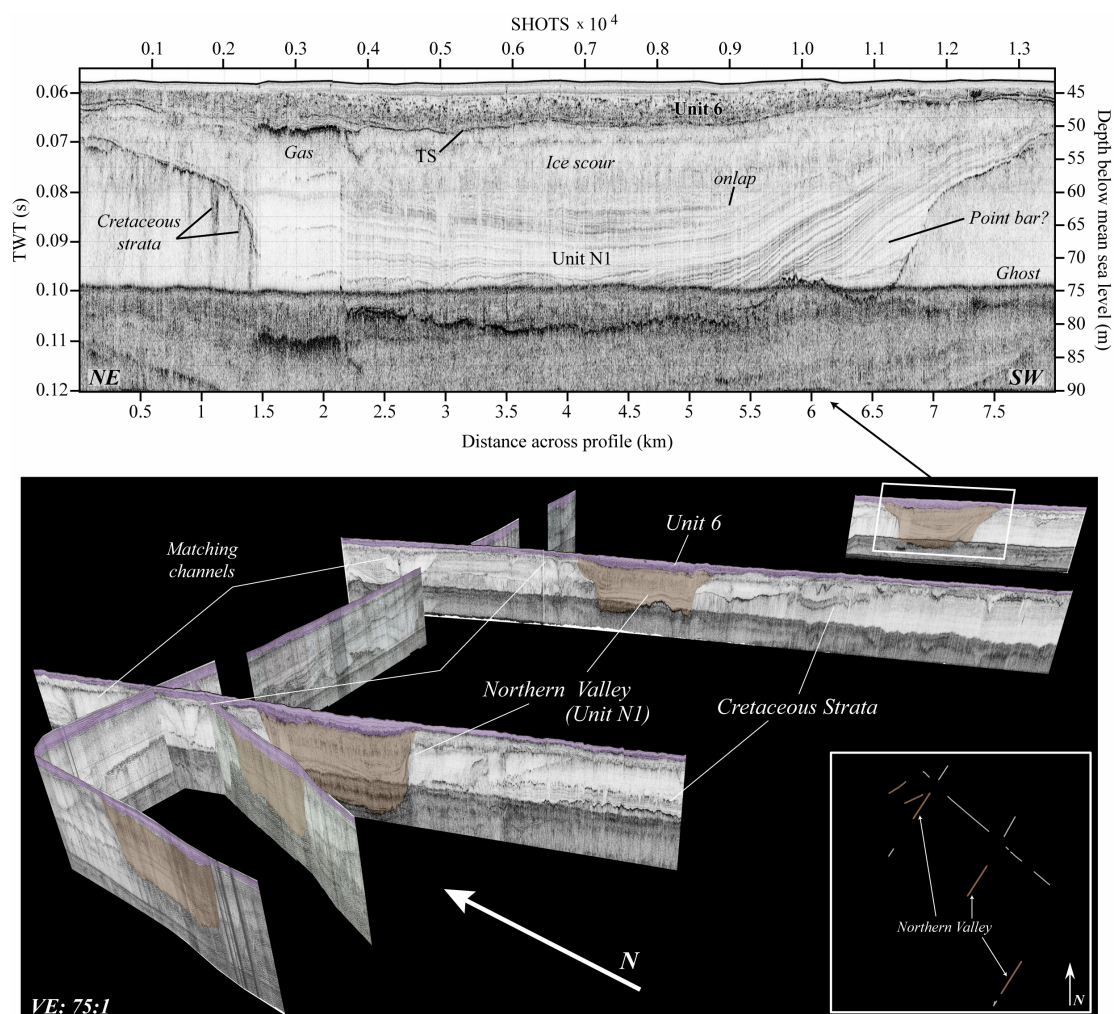 SHOTS x 10⁴
0.1 0.2 0.3 0.4 0.5 0.6 0.7 0.8 0.9 1.0 1.1 1.2 1.3
TWT (s)
0.06
0.07
0.08
0.09
0.10
0.11
0.12
Depth below mean sea level (m)
45
50
55
60
65
70
75
80
85
90
Unit 6
Gas
TS
Ice scour
onlap
Cretaceous
strata
Point bar?
Unit N1
Ghost
NE
SW
0.5 1 1.5 2 2.5 3 3.5 4 4.5 5 5.5 6 6.5 7 7.5
Distance across profile (km)
Unit 6
Matching
channels
Northern Valley
(Unit N1)
Cretaceous Strata
Northern Valley
N
N
VE: 75:1